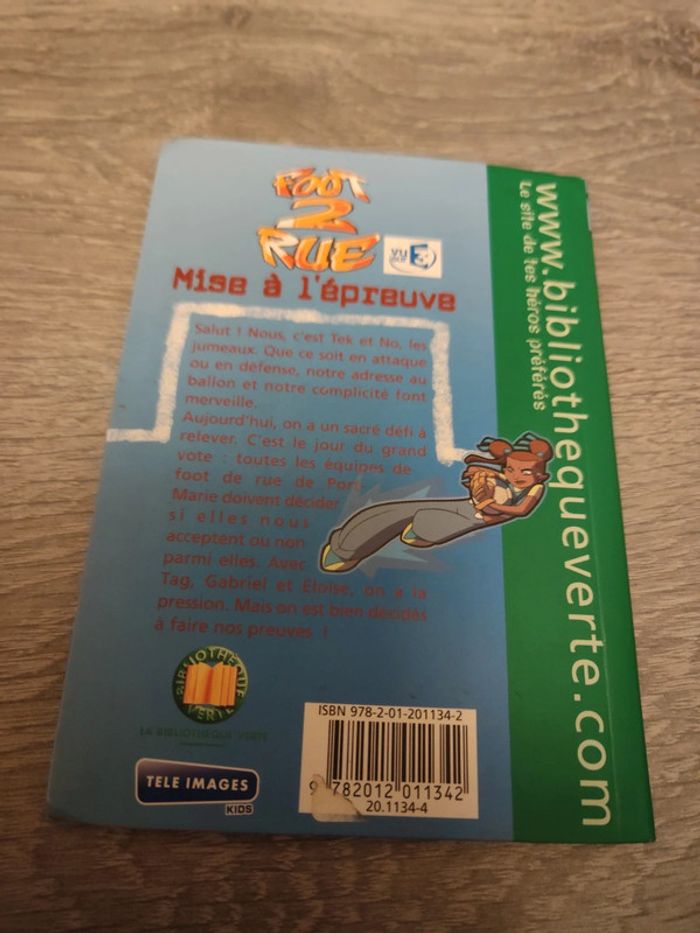 FOOT
2
RUE
vu sur 3
Mise à l'épreuve
Salut ! Nous, c'est Tek et No, les
jumeaux. Que ce soit en attaque
ou en défense, notre adresse au
ballon et notre complicité font
merveille.
Aujourd'hui, on a un sacré défi à
relever. C'est le jour du grand
vote : toutes les équipes de
foot de rue de Port-
Marie doivent décider
si elles nous
acceptent ou non
parmi elles. Avec
Tag, Gabriel et Éloïse, on a la
pression. Mais on est bien décidés
à faire nos preuves !
BIBLIOTHÈQUE
VERTE
LA BIBLIOTHÈQUE VERTE
TELE IMAGES
KIDS
ISBN 978-2-01-201134-2
9 782012 011342
20.1134-4
www.bibliothequeverte.com
Le site de tes héros préférés